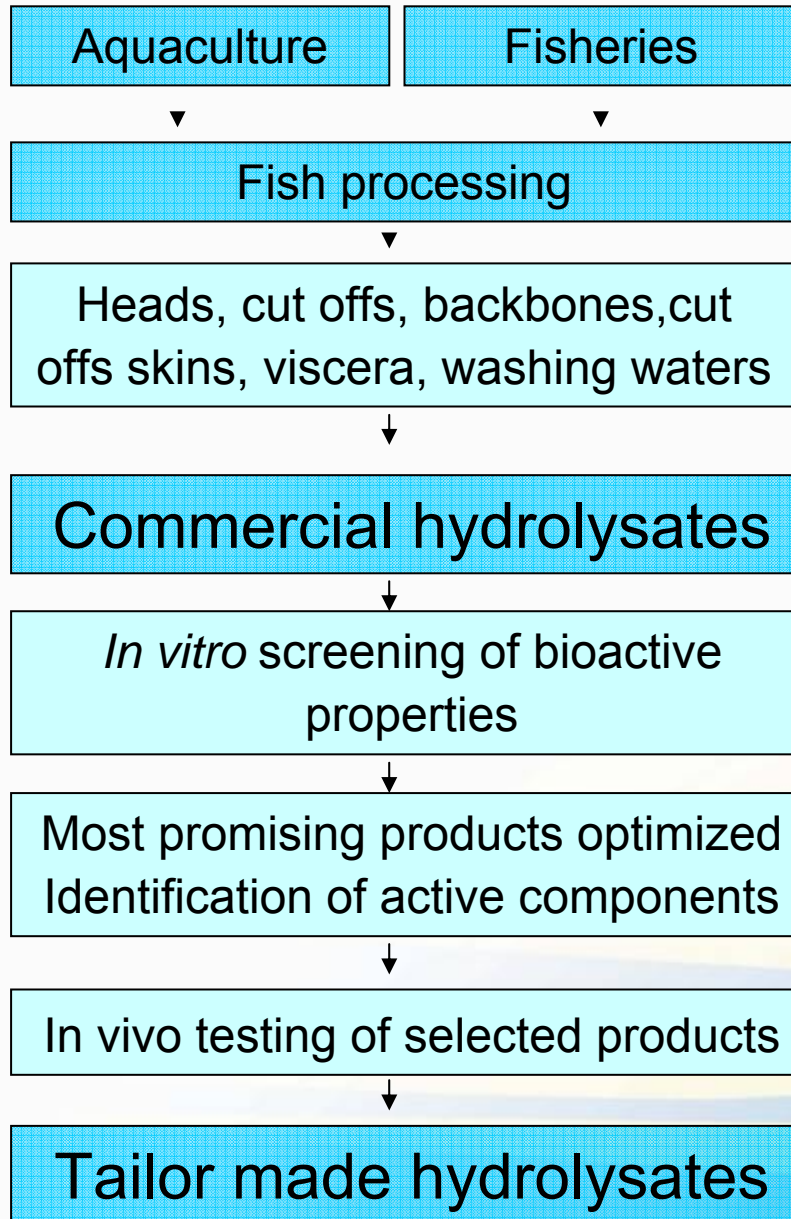 Aquaculture
Fisheries
Fish processing
Heads, cut offs, backbones,cut
offs skins, viscera, washing waters
Commercial hydrolysates
In vitro screening of bioactive
properties
Most promising products optimized
Identification of active components
In vivo testing of selected products
Tailor made hydrolysates